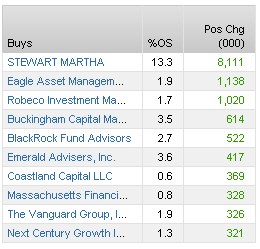 Buys %OS Pos Chg (000)
STEWART MARTHA 13.3 8,111
Eagle Asset Managem... 1.9 1,138
Robeco Investment Ma... 1.7 1,020
Buckingham Capital Ma... 3.5 614
BlackRock Fund Advisors 2.7 522
Emerald Advisers, Inc. 3.6 417
Coastland Capital LLC 0.6 369
Massachusetts Financi... 0.8 328
The Vanguard Group, I... 1.9 326
Next Century Growth I... 1.3 321